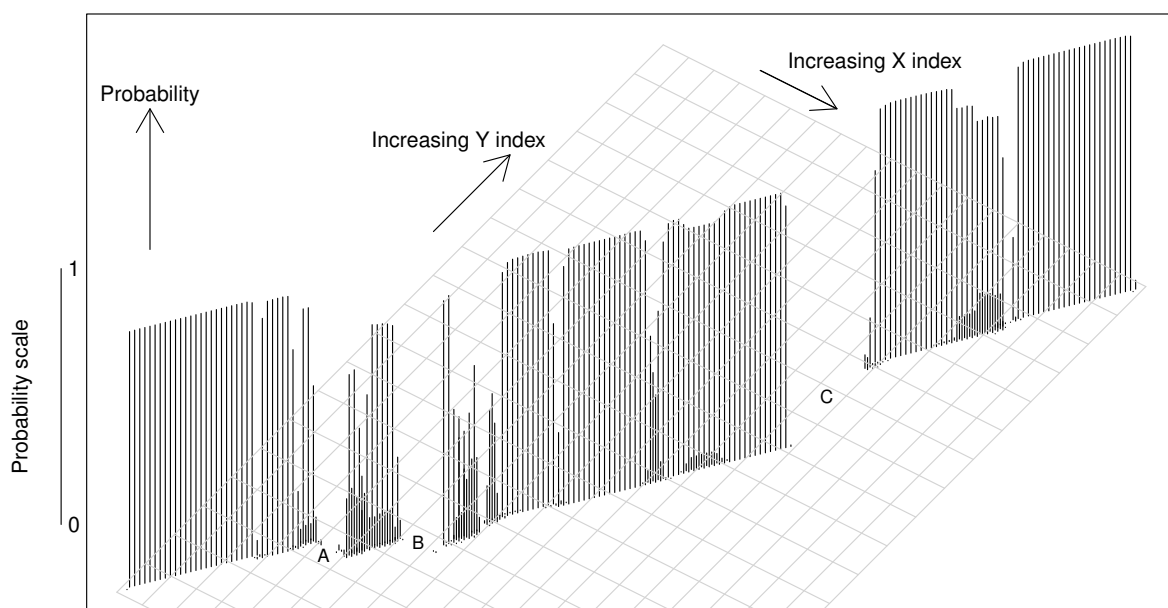 Increasing X index
Probability
Increasing Y index
1
Probability scale
0
A
B
C